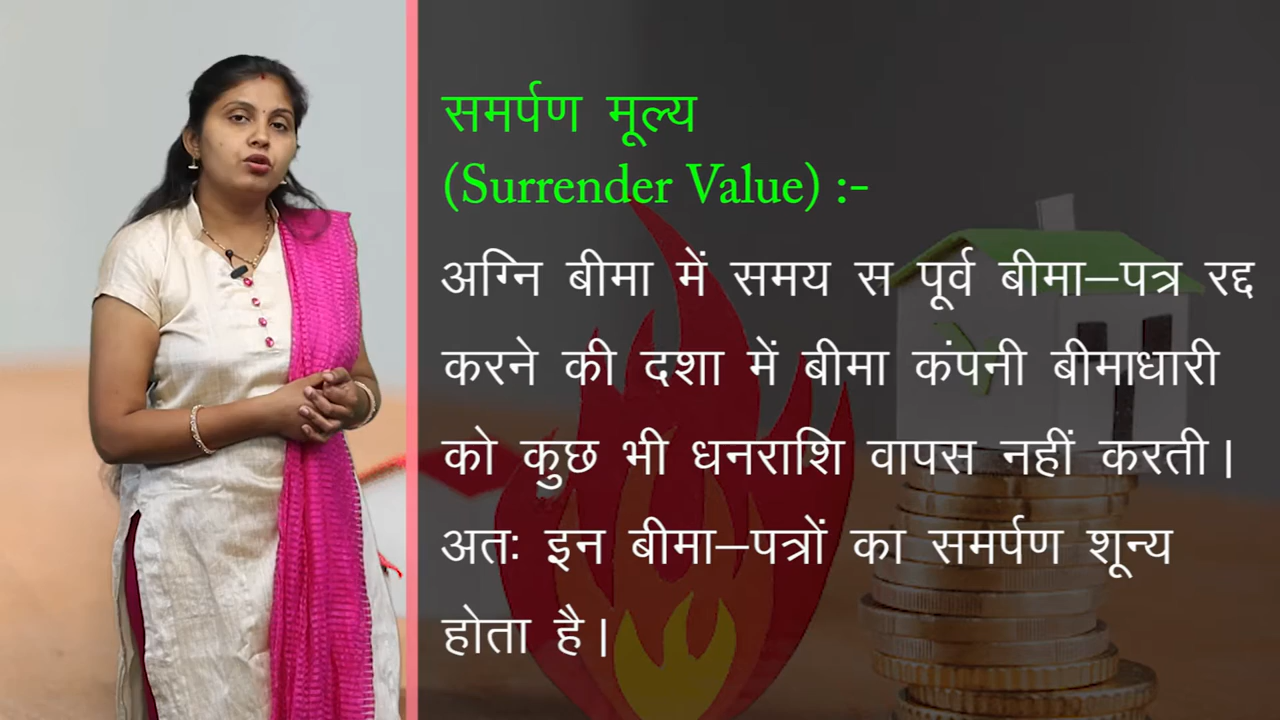 समर्पण मूल्य
(Surrender Value) :-
अग्नि बीमा में समय स पूर्व बीमा–पत्र रद्द
करने की दशा में बीमा कंपनी बीमाधारी
को कुछ भी धनराशि वापस नहीं करती।
अतः इन बीमा–पत्रों का समर्पण शून्य
होता है।